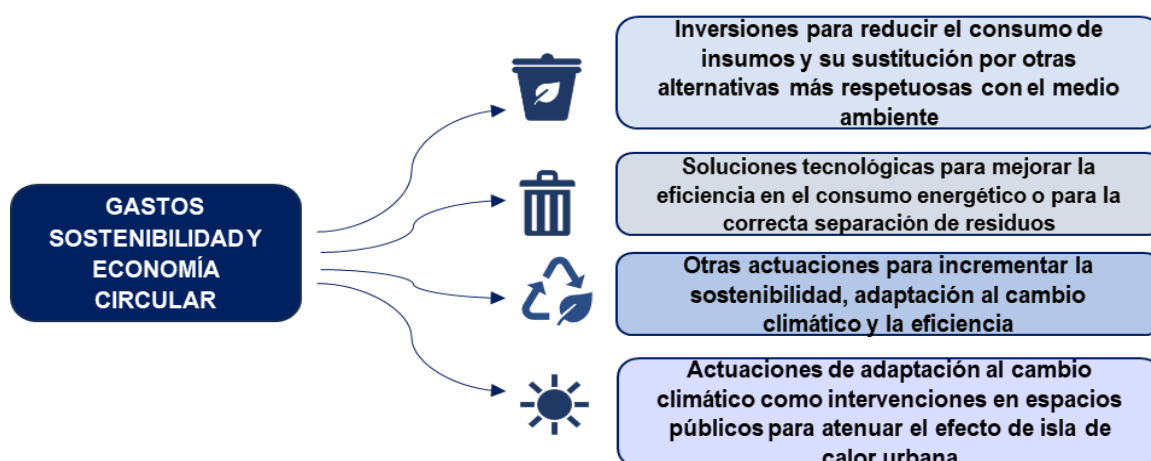 GASTOS
SOSTENIBILIDAD Y
ECONOMÍA
CIRCULAR
Inversiones para reducir el consumo de
insumos y su sustitución por otras
alternativas más respetuosas con el medio
ambiente
Soluciones tecnológicas para mejorar la
eficiencia en el consumo energético o para la
correcta separación de residuos
Otras actuaciones para incrementar la
sostenibilidad, adaptación al cambio
climático y la eficiencia
Actuaciones de adaptación al cambio
climático como intervenciones en espacios
públicos para atenuar el efecto de isla de
calor urbana